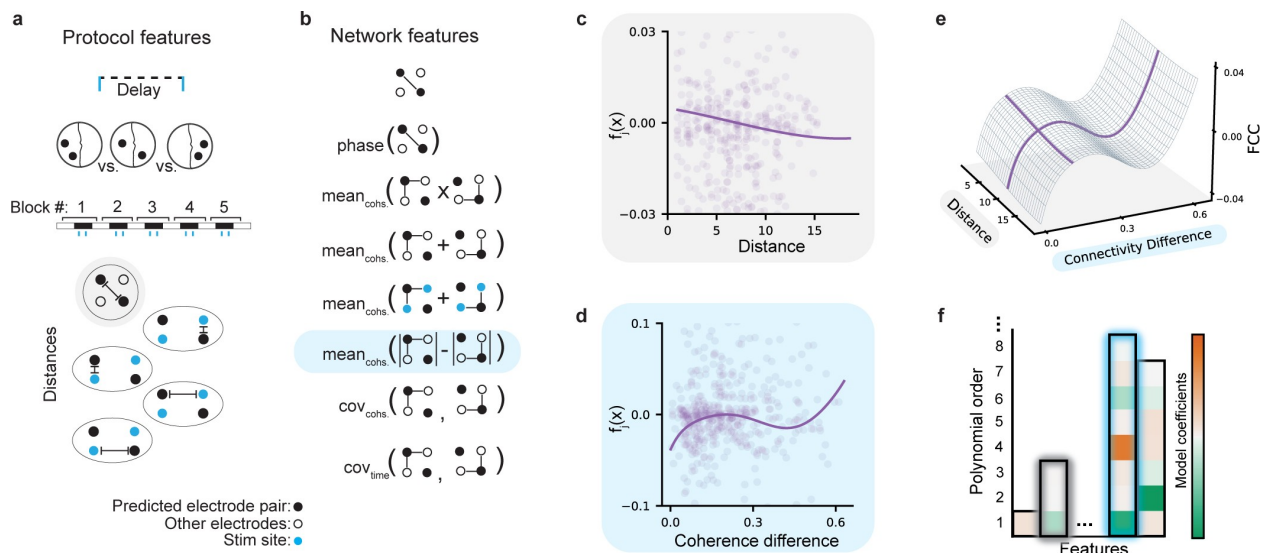 a
Protocol features
Delay
vs.
vs.
Block #: 1 2 3 4 5
Distances
Predicted electrode pair:
Other electrodes:
Stim site:
b
Network features
phase( )
mean cohs. ( x )
mean cohs. ( + )
mean cohs. ( + )
mean cohs. (| |-| |)
cov cohs. ( , )
cov time ( , )
c
0.03
0.00
−0.03
fj(x)
0 5 10 15
Distance
d
0.1
0.0
−0.1
fj(x)
0.0 0.3 0.6
Coherence difference
e
0.04
0.00
−0.04
FCC
5
10
15
Distance
0.0
0.3
0.6
Connectivity Difference
f
...
8
7
6
5
4
3
2
1
Polynomial order
...
Features
Model coefficients